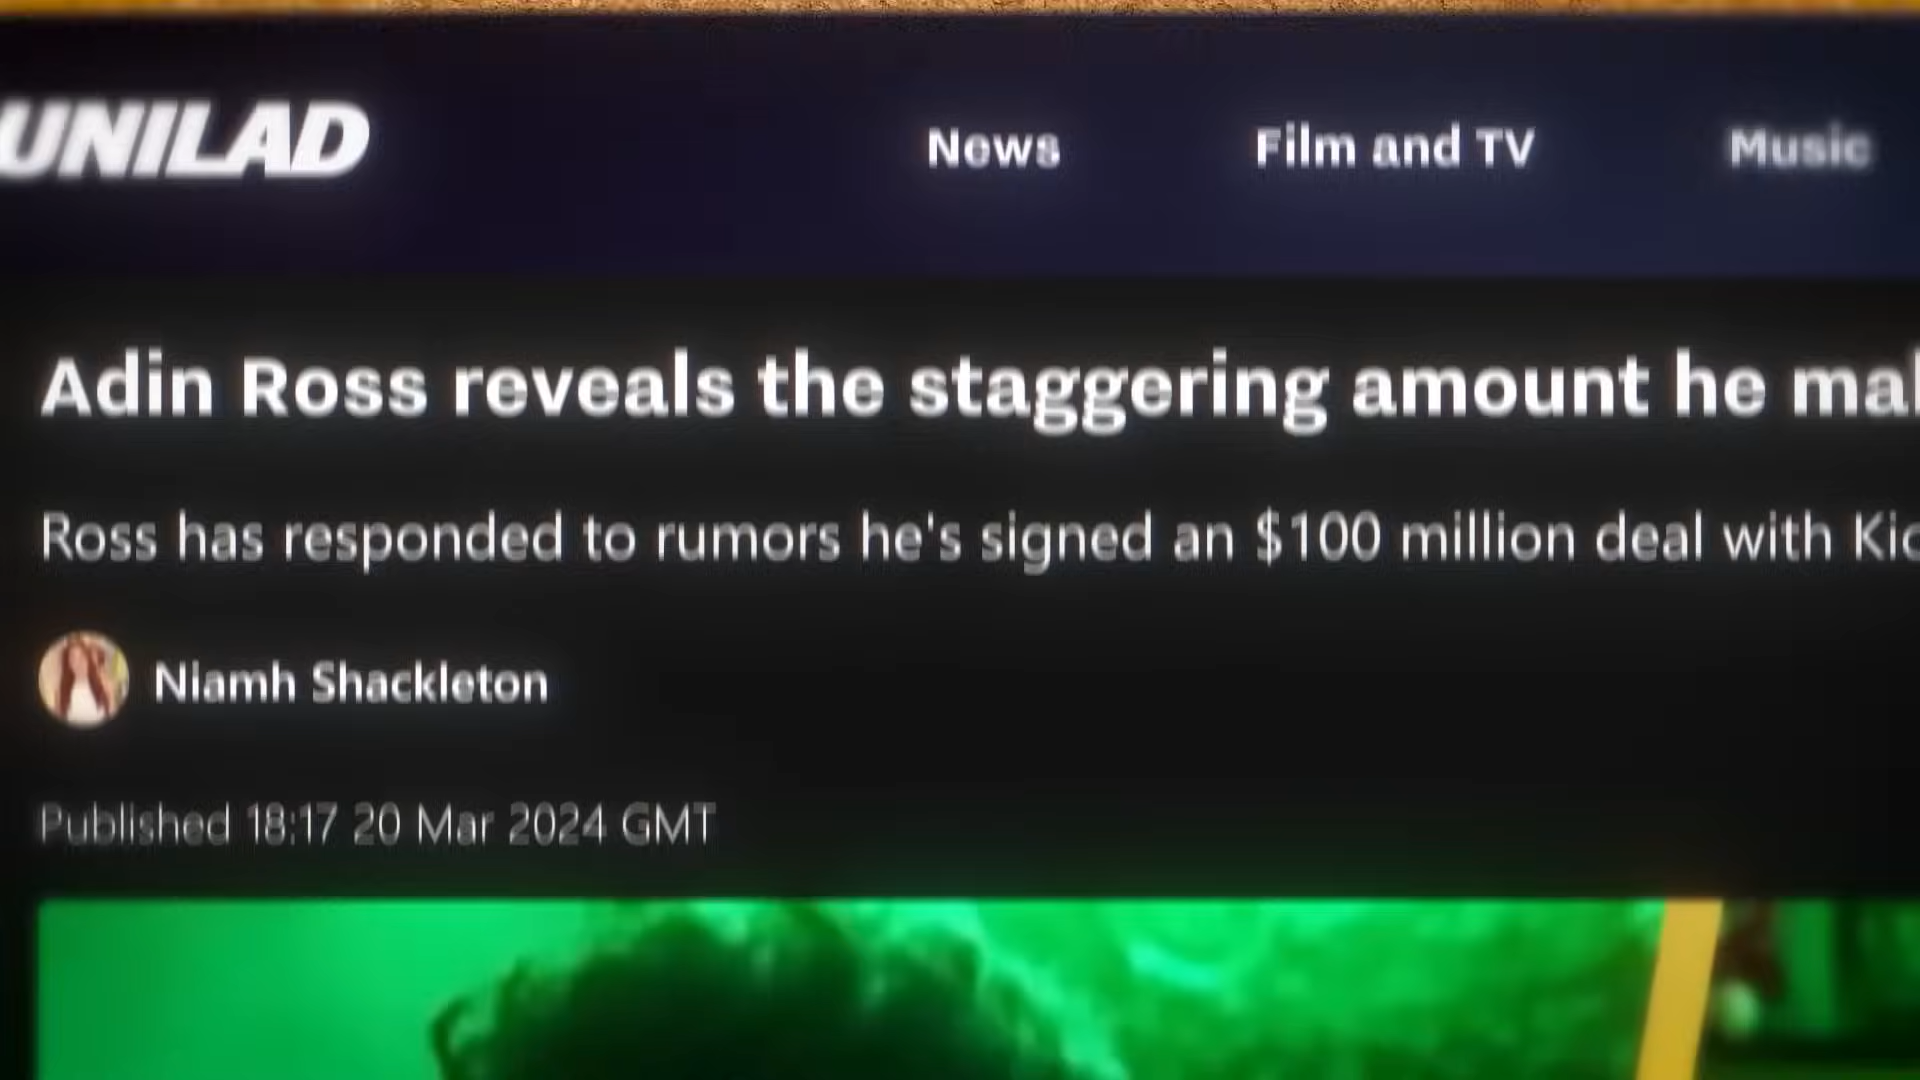 UNILAD News Film and TV Music
Adin Ross reveals the staggering amount he
Ross has responded to rumors he's signed an $100 million deal with
Niamh Shackleton
Published 18:17 20 Mar 2024 GMT